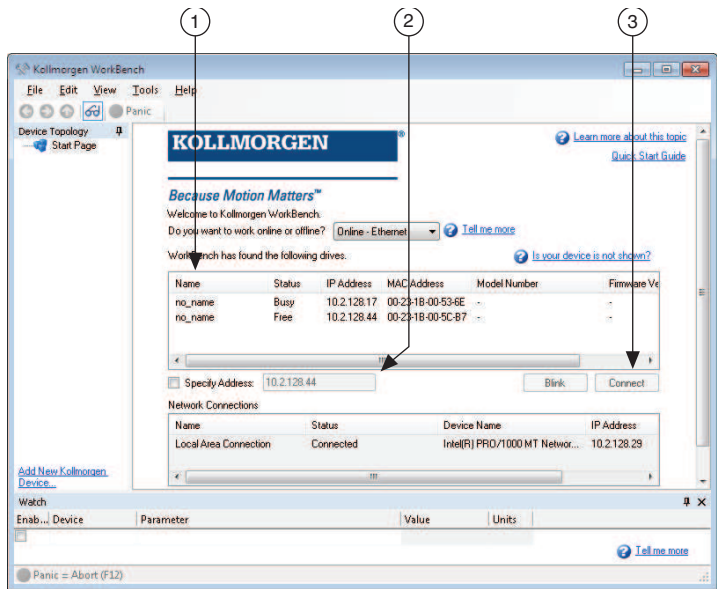 1 2 3
Kollmorgen WorkBench
File Edit View Tools Help
Panic
Device Topology
Start Page
KOLLMORGEN®
Learn more about this topic
Quick Start Guide
Because Motion Matters™
Welcome to Kollmorgen WorkBench.
Do you want to work online or offline? Online - Ethernet Tell me more
WorkBench has found the following drives. Is your device is not shown?
Name Status IP Address MAC Address Model Number Firmware Ve
no_name Busy 10.2.128.17 00-23-1B-00-53-6E -  -
no_name Free 10.2.128.44 00-23-1B-00-5C-B7 -  -
Specify Address: 10.2.128.44 Blink Connect
Network Connections
Name Status Device Name IP Address
Local Area Connection Connected Intel(R) PRO/1000 MT Networ... 10.2.128.29
Add New Kollmorgen
Device...
Watch
Enab... Device Parameter Value Units
Tell me more
Panic = Abort (F12)